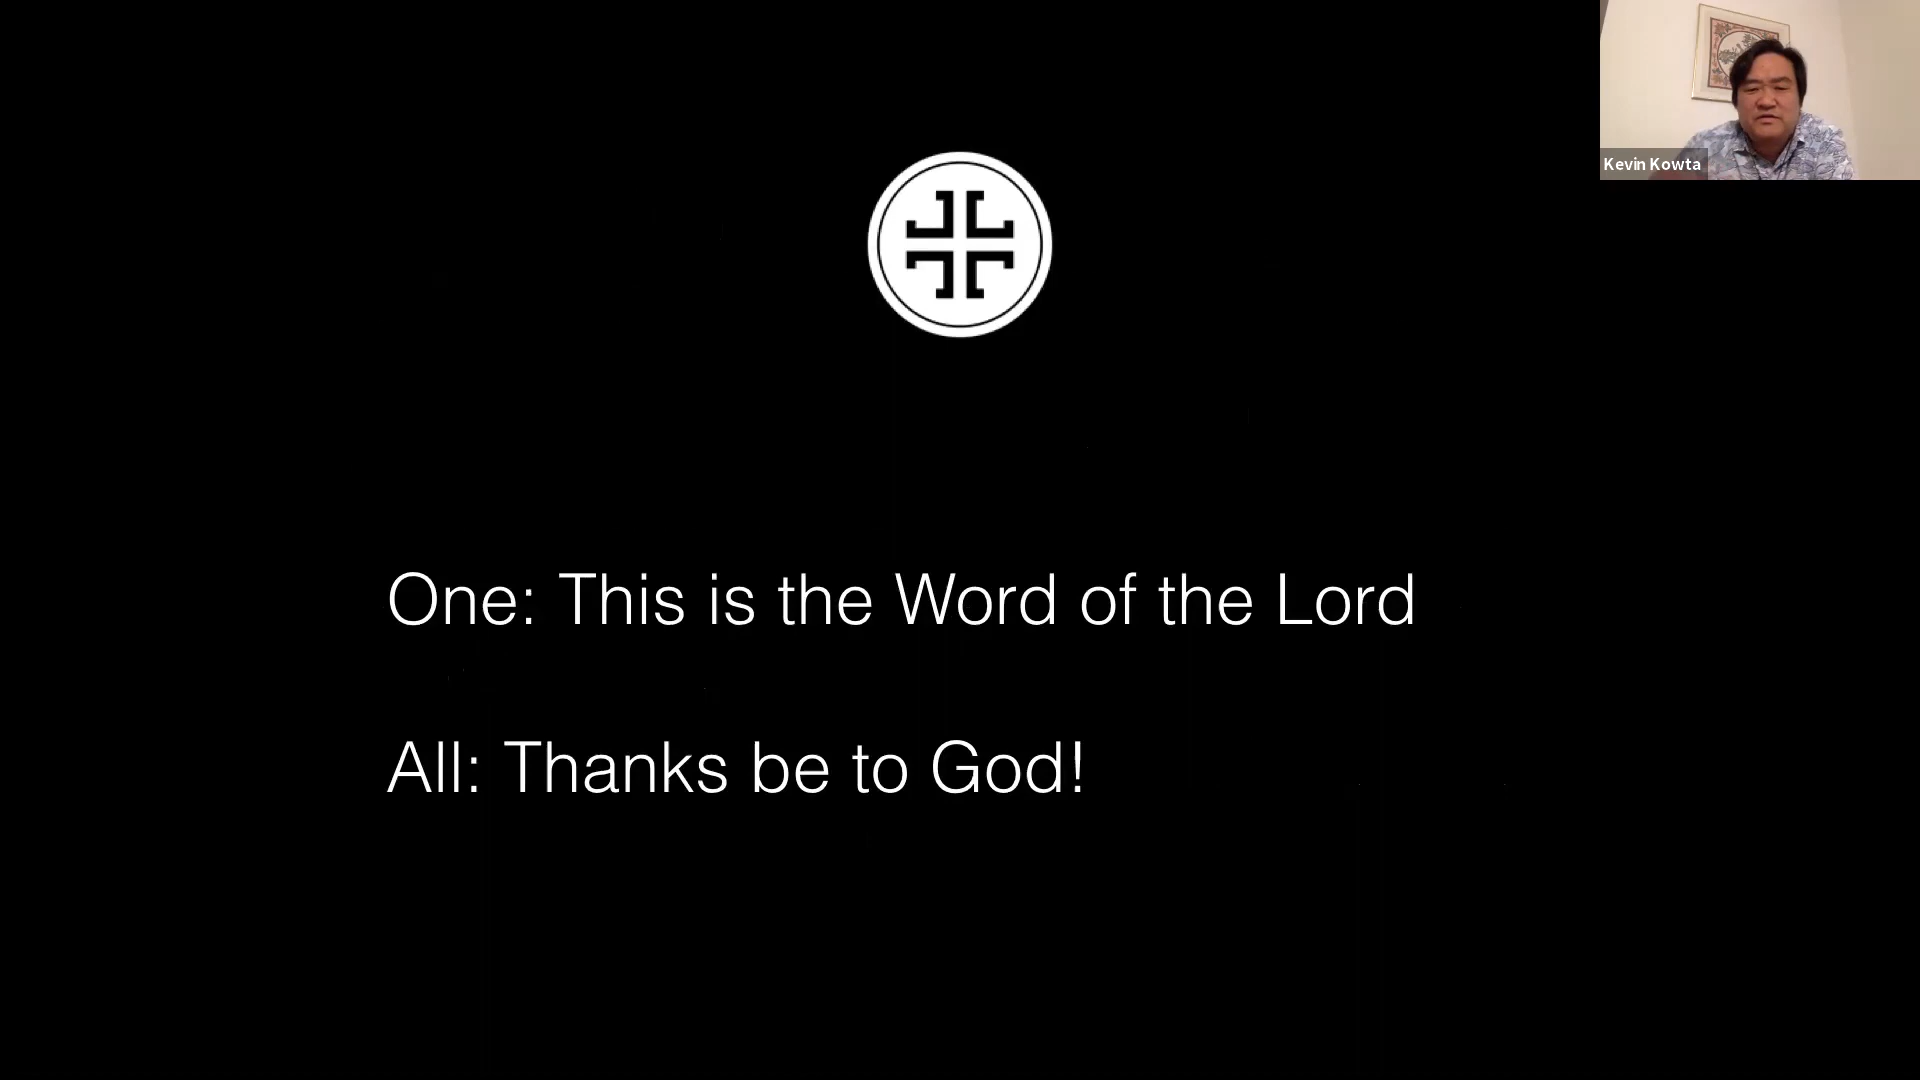 Kevin Kowta
One: This is the Word of the Lord
All: Thanks be to God!